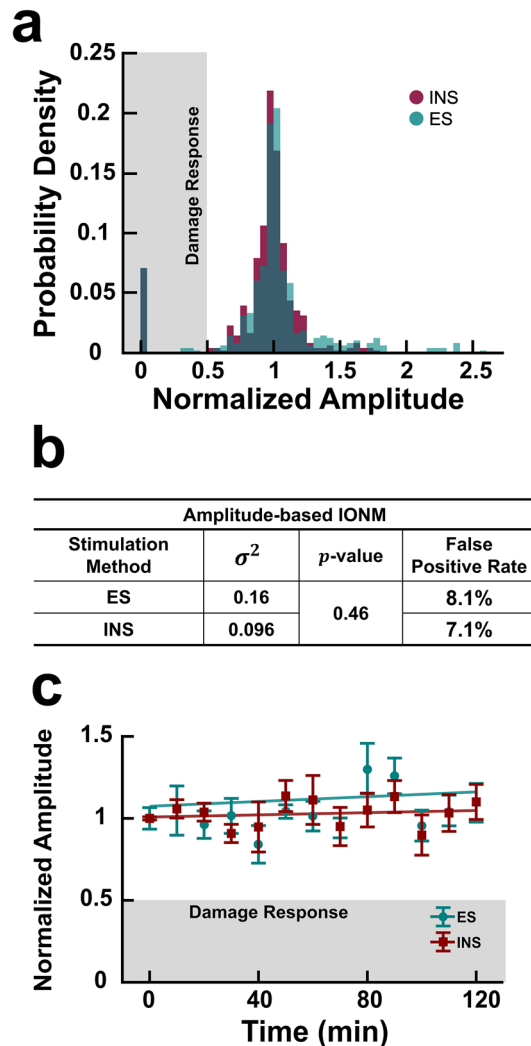 a
0.25
0.2
0.15
0.1
0.05
0
Probability Density
Damage Response
INS
ES
0 0.5 1 1.5 2 2.5
Normalized Amplitude
b
Amplitude-based IONM
Stimulation Method σ² p-value False Positive Rate
ES 0.16 0.46 8.1%
INS 0.096 7.1%
c
1.5
1
0.5
0
Normalized Amplitude
Damage Response
ES
INS
0 40 80 120
Time (min)